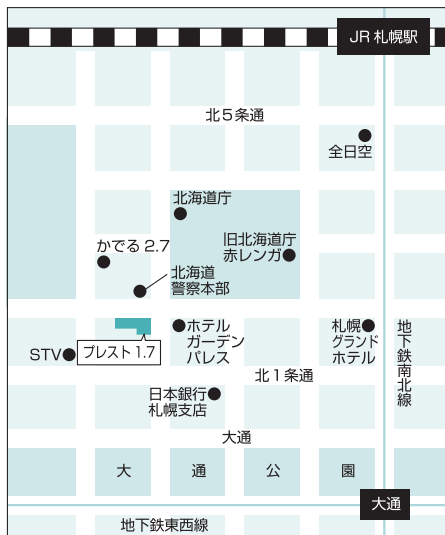 JR 札幌駅
北5条通
全日空
北海道庁
旧北海道庁
赤レンガ
かでる 2.7
北海道
警察本部
ホテル
ガーデン
パレス
札幌
グランド
ホテル
地下鉄南北線
STV
プレスト 1.7
北1条通
日本銀行
札幌支店
大通
大通公園
大通
地下鉄東西線